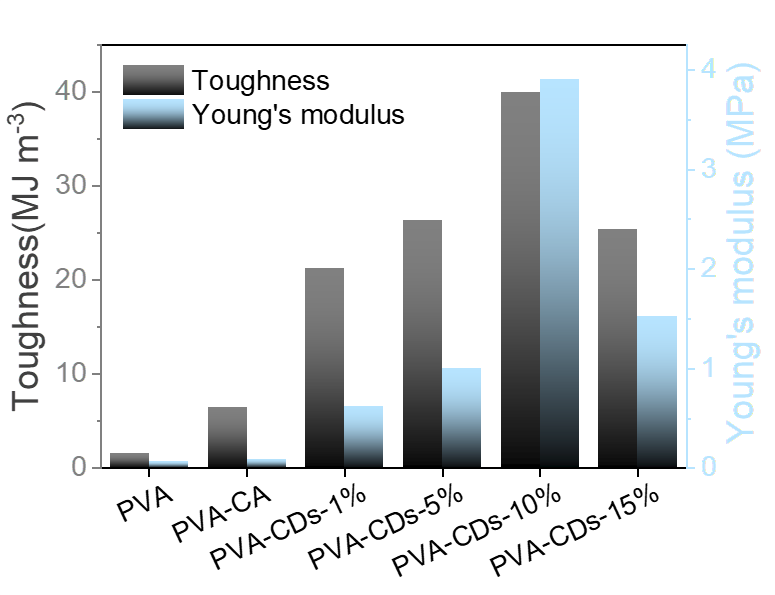 Toughness
Young's modulus
Toughness(MJ m-3)
40
30
20
10
0
4
3
2
1
0
Young's modulus (MPa)
PVA
PVA-CA
PVA-CDs-1%
PVA-CDs-5%
PVA-CDs-10%
PVA-CDs-15%